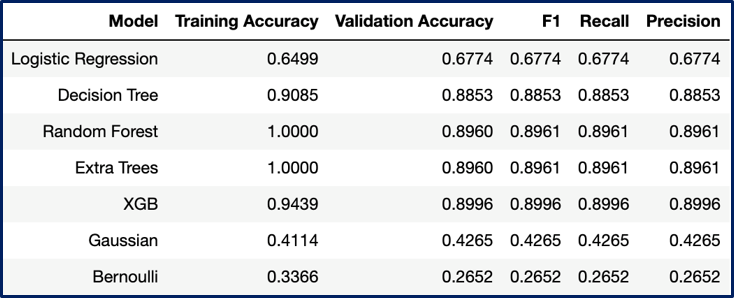 Model Training Accuracy Validation Accuracy F1 Recall Precision
Logistic Regression 0.6499 0.6774 0.6774 0.6774 0.6774
Decision Tree 0.9085 0.8853 0.8853 0.8853 0.8853
Random Forest 1.0000 0.8960 0.8961 0.8961 0.8961
Extra Trees 1.0000 0.8960 0.8961 0.8961 0.8961
XGB 0.9439 0.8996 0.8996 0.8996 0.8996
Gaussian 0.4114 0.4265 0.4265 0.4265 0.4265
Bernoulli 0.3366 0.2652 0.2652 0.2652 0.2652